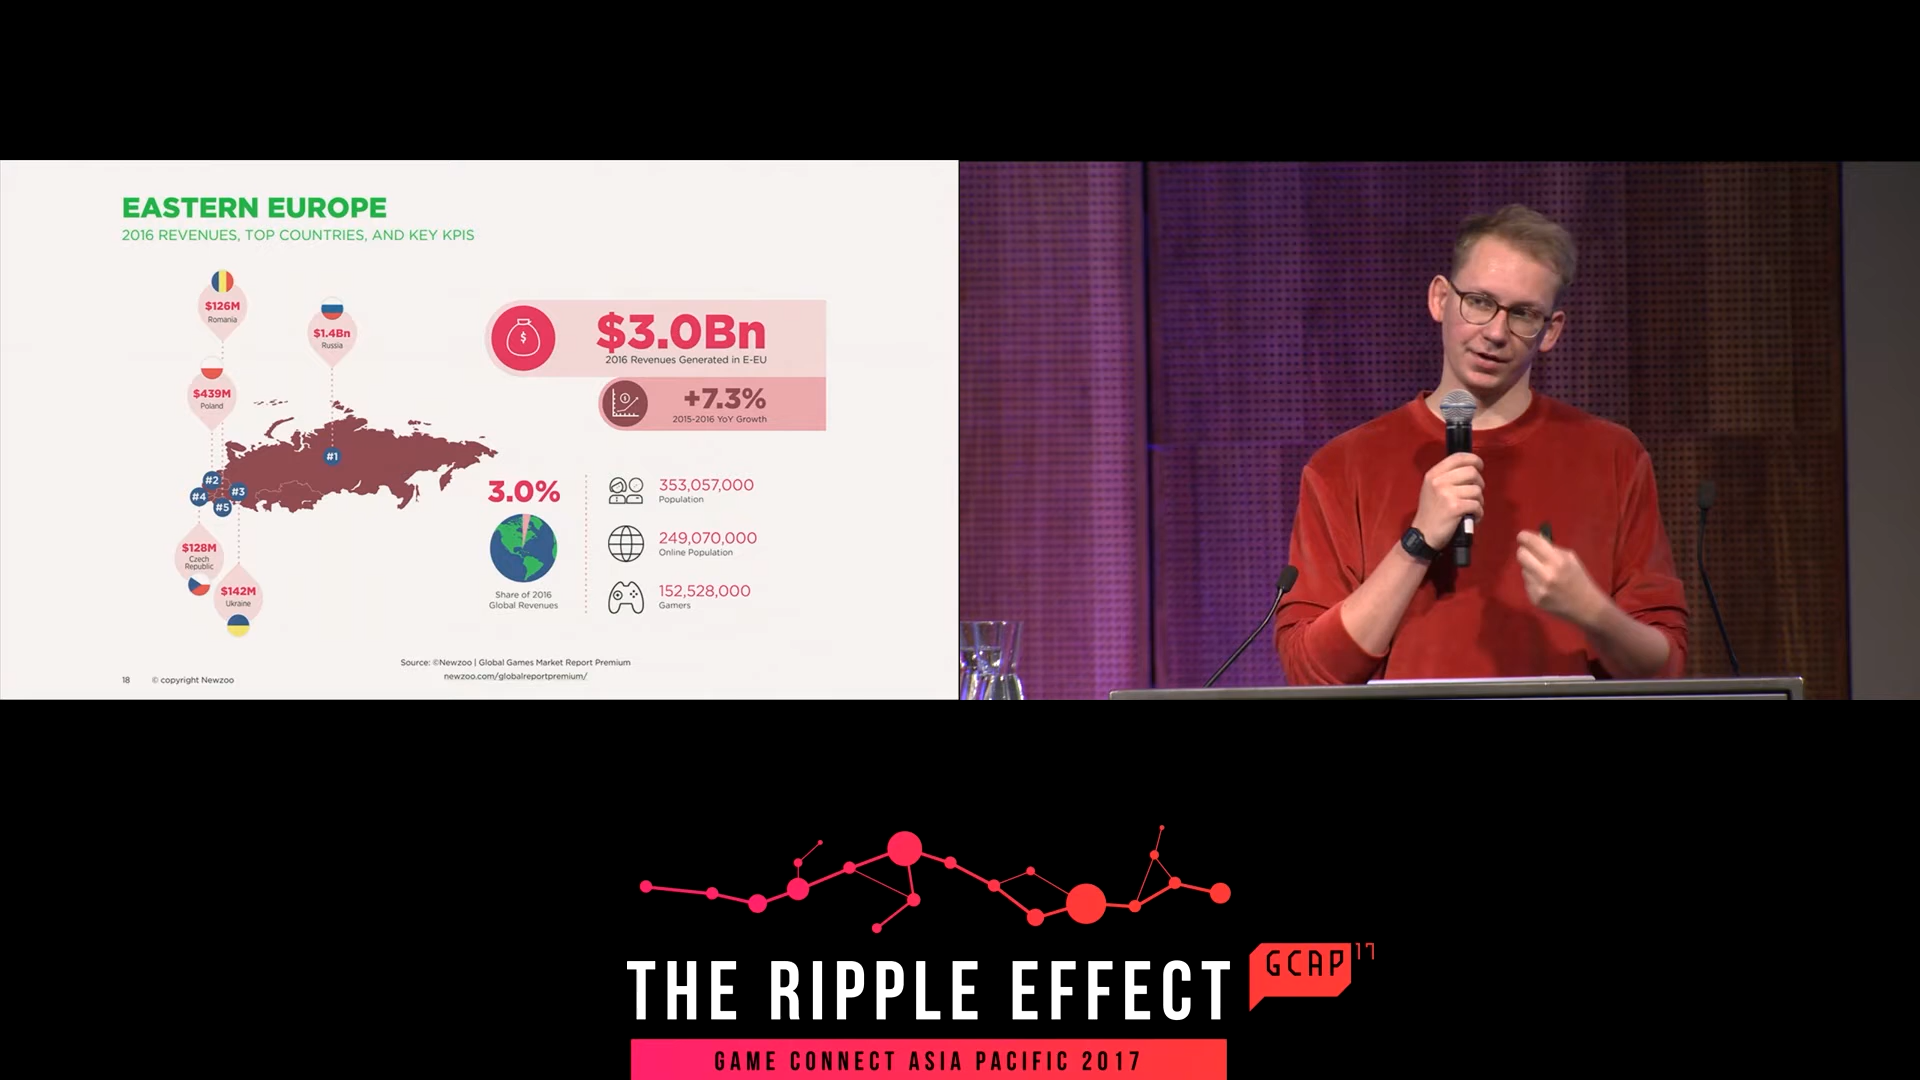 EASTERN EUROPE
2016 REVENUES, TOP COUNTRIES, AND KEY KPIS
$126M
Romania
$1.4Bn
Russia
$439M
Poland
#1
#2
#3
#4
#5
$128M
Czech
Republic
$142M
Ukraine
$
$3.0Bn
2016 Revenues Generated in E-EU
+7.3%
2015-2016 YoY Growth
3.0%
Share of 2016
Global Revenues
353,057,000
Population
249,070,000
Online Population
152,528,000
Gamers
Source: ©Newzoo | Global Games Market Report Premium
newzoo.com/globalreportpremium/
18 © copyright Newzoo
THE RIPPLE EFFECT
GCAP 17
GAME CONNECT ASIA PACIFIC 2017